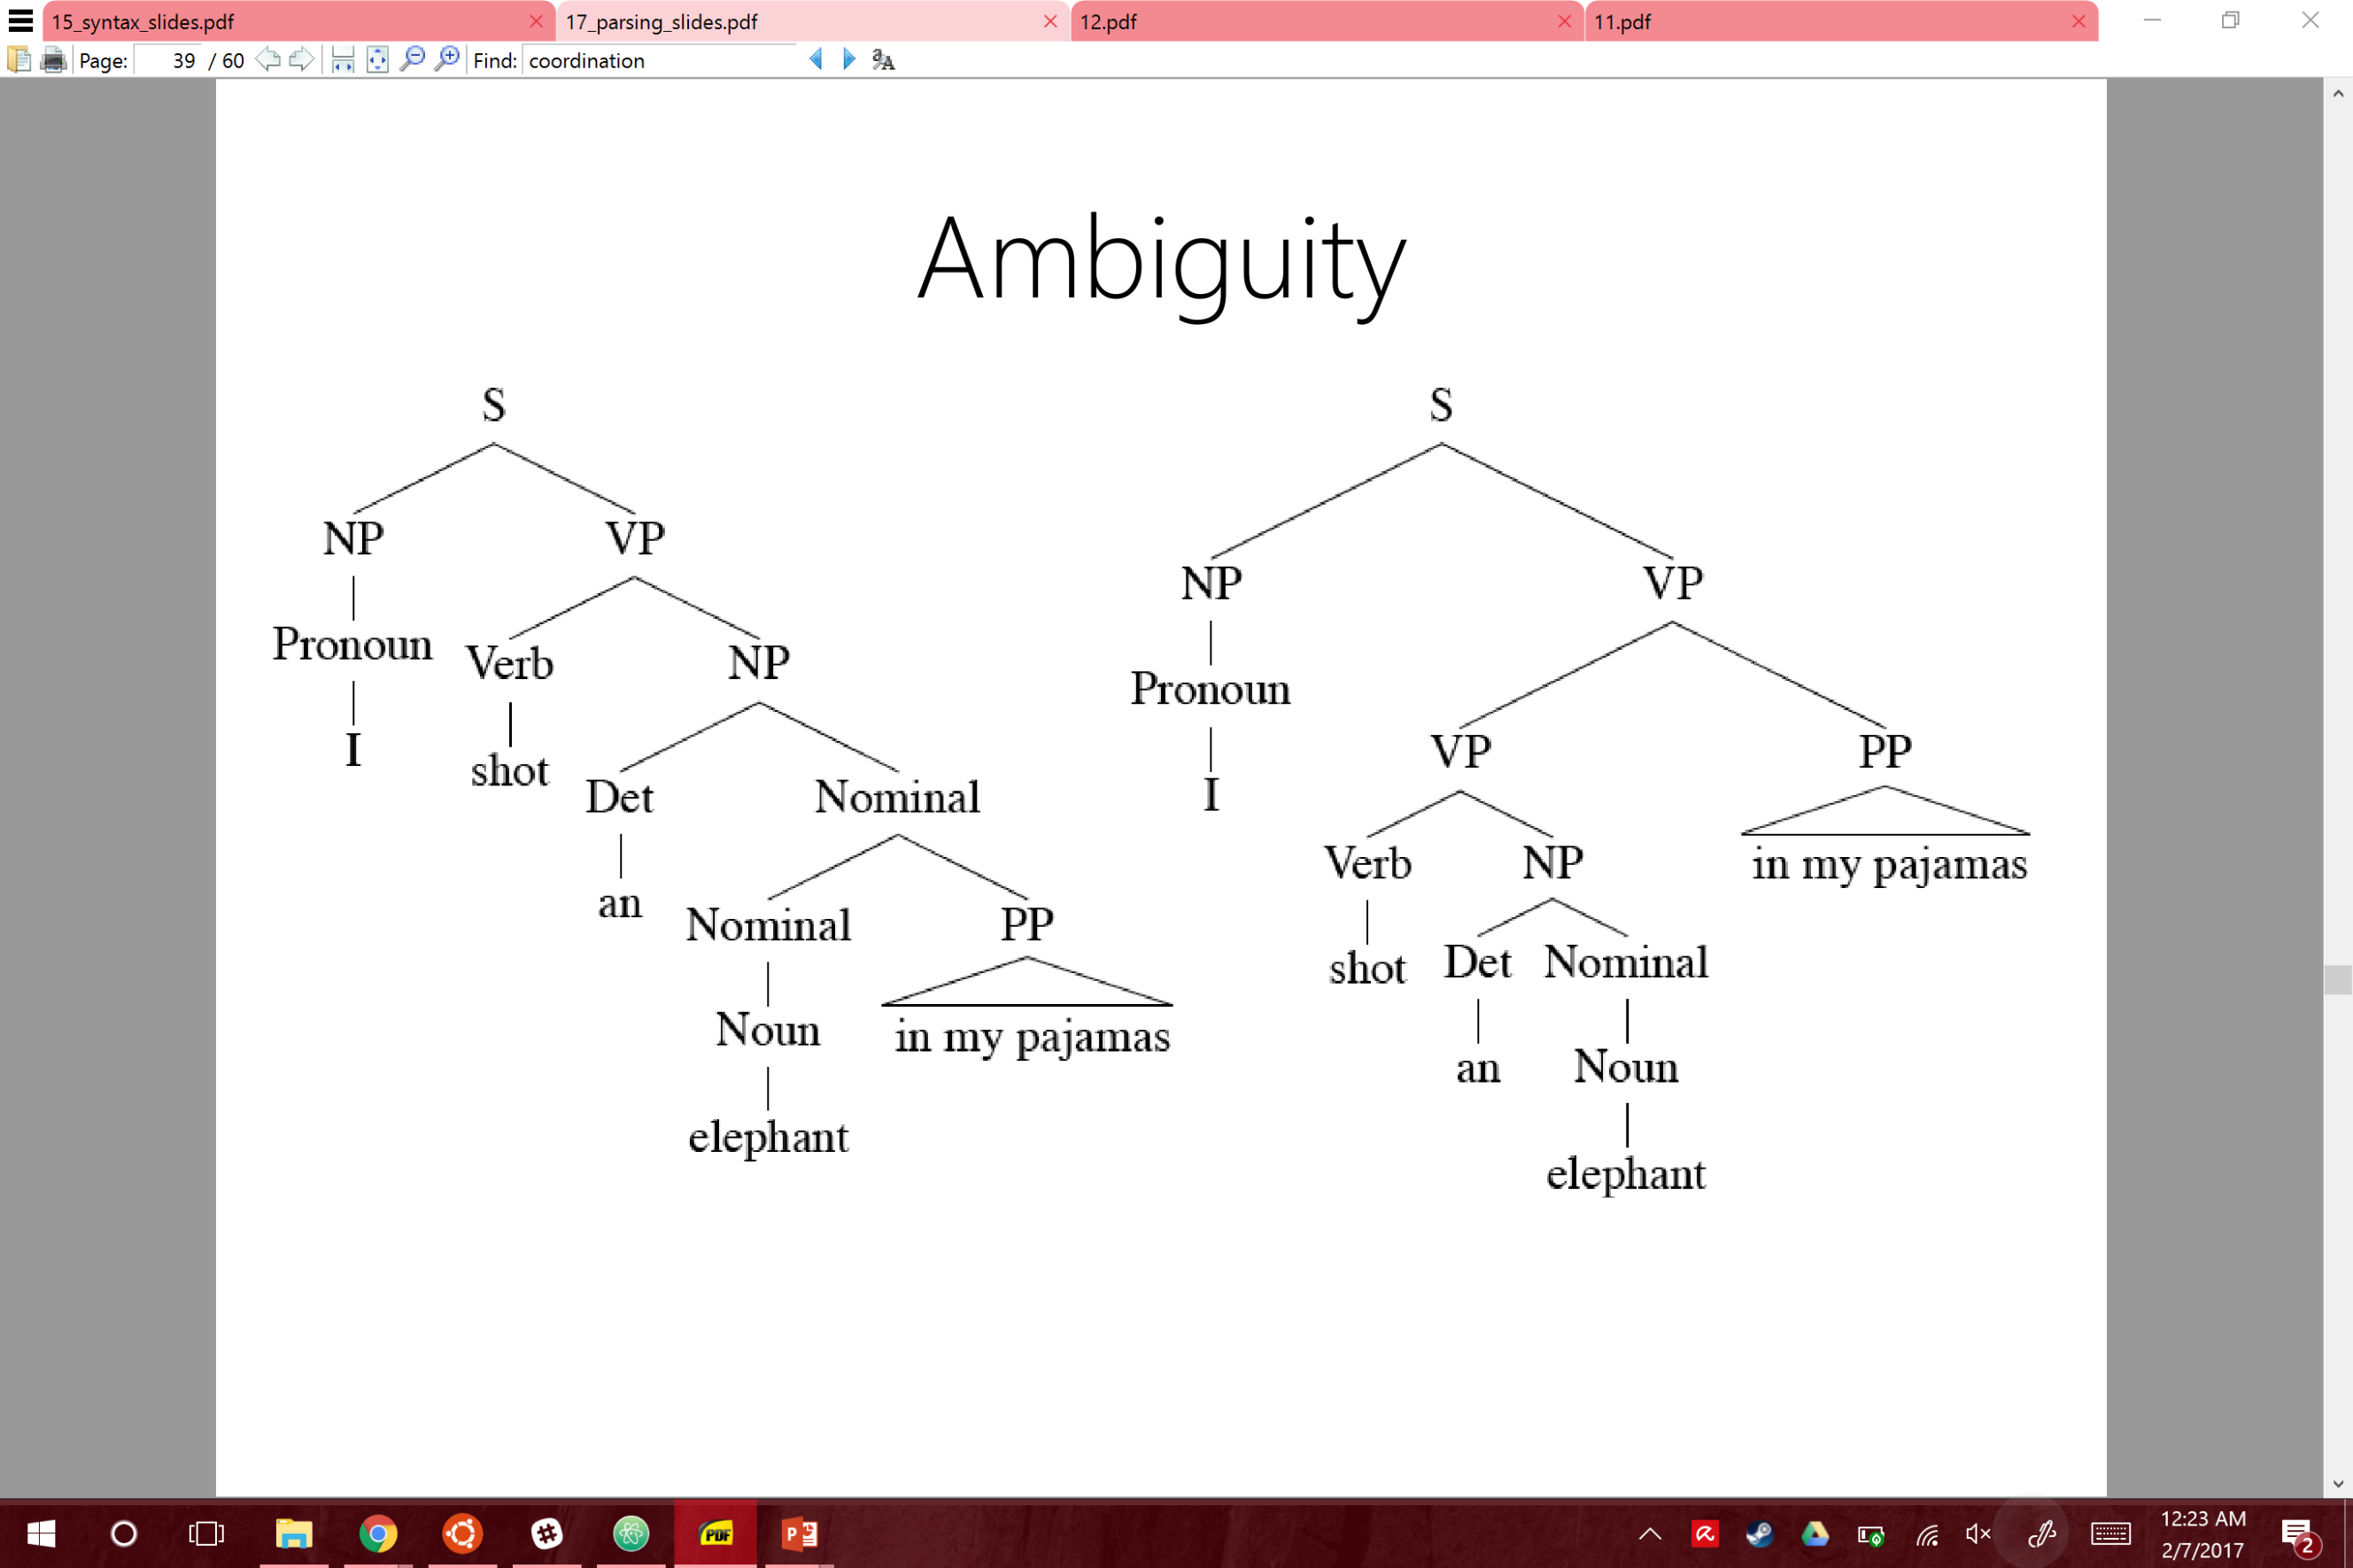 15_syntax_slides.pdf 17_parsing_slides.pdf 12.pdf 11.pdf
Page: 39 / 60 Find: coordination
Ambiguity
S
NP VP
Pronoun Verb NP
I shot Det Nominal
an Nominal PP
Noun in my pajamas
elephant
S
NP VP
Pronoun VP PP
I Verb NP in my pajamas
shot Det Nominal
an Noun
elephant
PDF
12:23 AM
2/7/2017
2